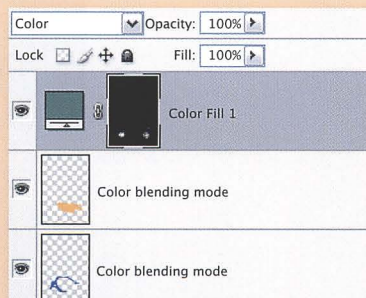 Color Opacity: 100%
Lock Fill: 100%
Color Fill 1
Color blending mode
Color blending mode